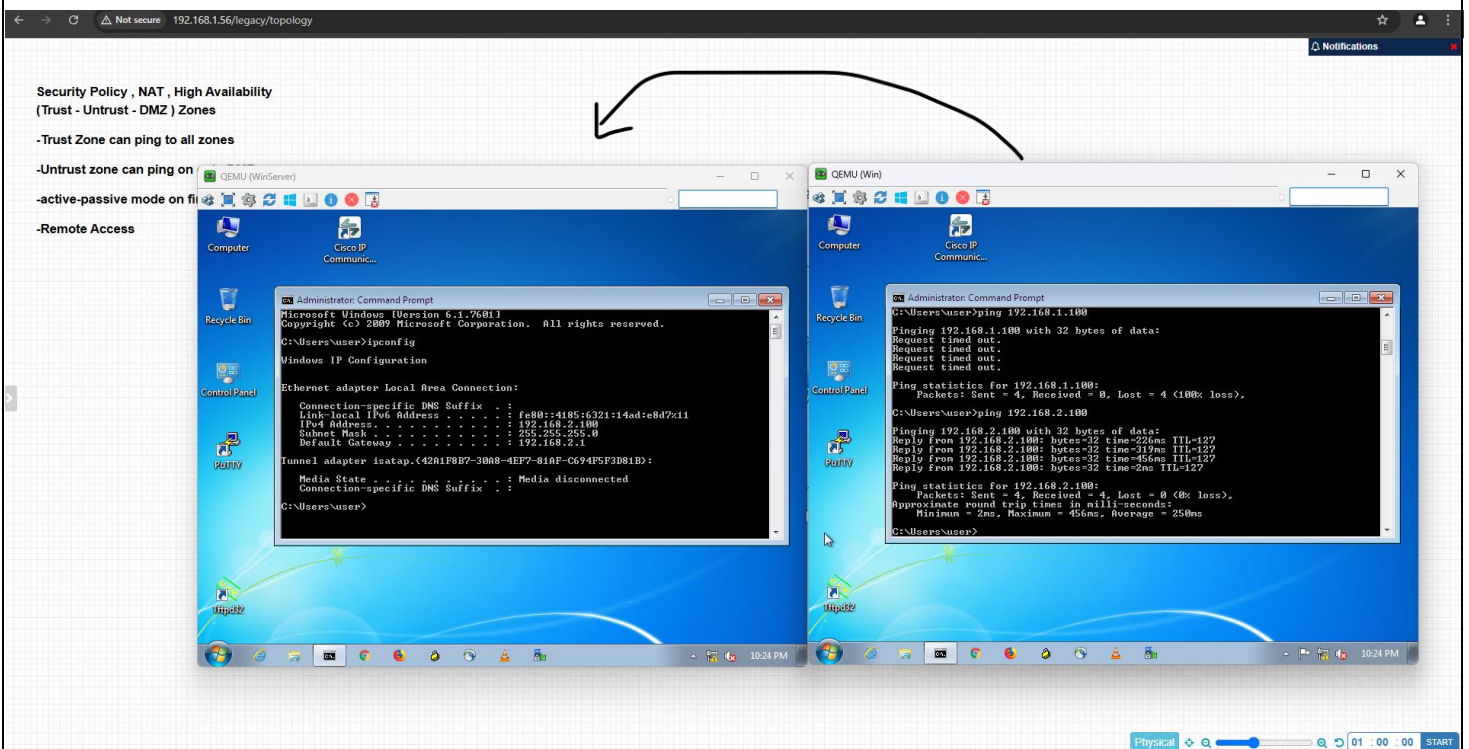 Not secure 192.168.1.56/legacy/topology
Notifications
Security Policy , NAT , High Availability
(Trust - Untrust - DMZ ) Zones
-Trust Zone can ping to all zones
-Untrust zone can ping on
-active-passive mode on
-Remote Access
QEMU (WinServer)
Computer
Cisco IP
Communic...
Recycle Bin
Control Panel
PuTTY
Tftpd32
Administrator: Command Prompt
Microsoft Windows [Version 6.1.7601]
Copyright (c) 2009 Microsoft Corporation. All rights reserved.
C:\Users\user>ipconfig
Windows IP Configuration
Ethernet adapter Local Area Connection:
Connection-specific DNS Suffix . :
Link-local IPv6 Address . . . . . : fe80::4185:6321:14ad:e8d7%11
IPv4 Address. . . . . . . . . . . : 192.168.2.100
Subnet Mask . . . . . . . . . . . : 255.255.255.0
Default Gateway . . . . . . . . . : 192.168.2.1
Tunnel adapter isatap.{42A1F8B7-30A8-4EF7-81AF-C694F5F3D81B}:
Media State . . . . . . . . . . . : Media disconnected
Connection-specific DNS Suffix . :
C:\Users\user>
10:24 PM
QEMU (Win)
Computer
Cisco IP
Communic...
Recycle Bin
Control Panel
PuTTY
Tftpd32
Administrator: Command Prompt
C:\Users\user>ping 192.168.1.100
Pinging 192.168.1.100 with 32 bytes of data:
Request timed out.
Request timed out.
Request timed out.
Request timed out.
Ping statistics for 192.168.1.100:
Packets: Sent = 4, Received = 0, Lost = 4 (100% loss),
C:\Users\user>ping 192.168.2.100
Pinging 192.168.2.100 with 32 bytes of data:
Reply from 192.168.2.100: bytes=32 time=226ms TTL=127
Reply from 192.168.2.100: bytes=32 time=319ms TTL=127
Reply from 192.168.2.100: bytes=32 time=456ms TTL=127
Reply from 192.168.2.100: bytes=32 time=2ms TTL=127
Ping statistics for 192.168.2.100:
Packets: Sent = 4, Received = 4, Lost = 0 (0% loss),
Approximate round trip times in milli-seconds:
Minimum = 2ms, Maximum = 456ms, Average = 250ms
C:\Users\user>
10:24 PM
Physical
01 : 00 : 00 START